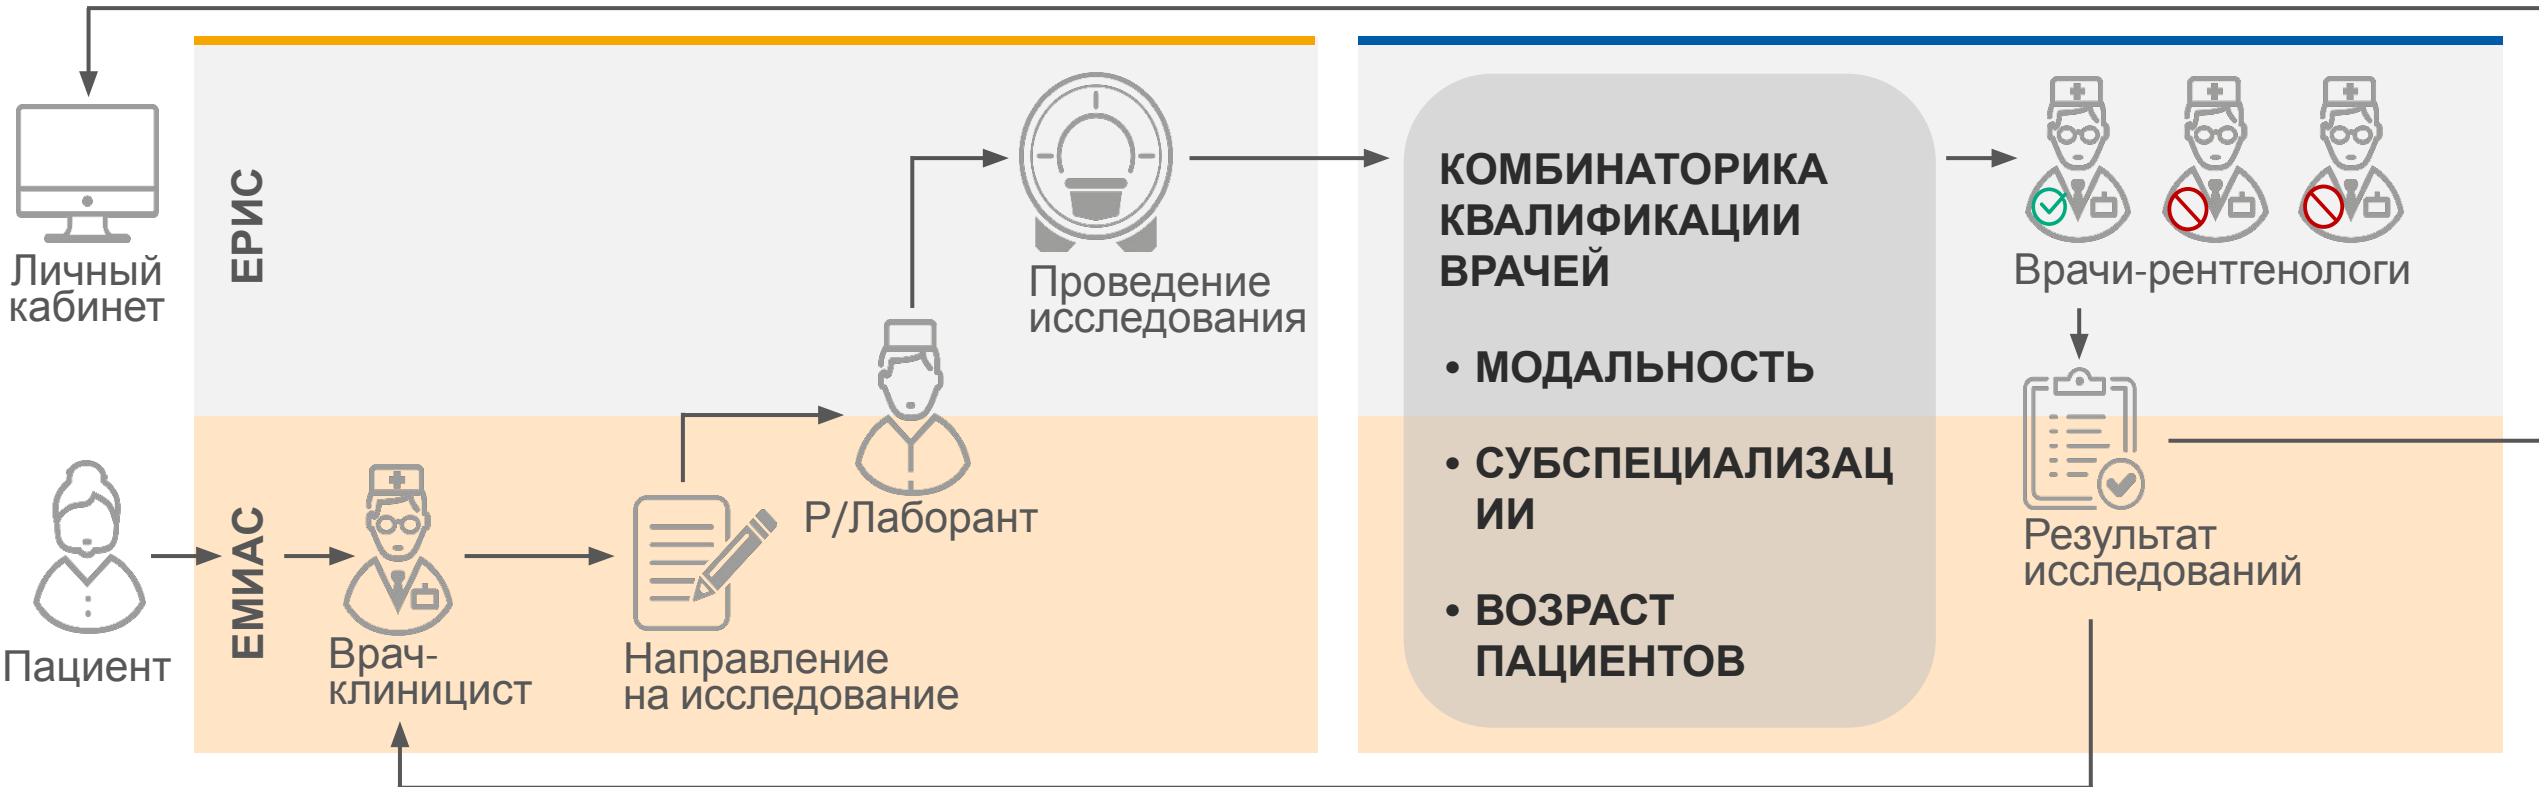 Личный
кабинет
Пациент
ЕРИС
ЕМИАС
Врач-
клиницист
Направление
на исследование
Р/Лаборант
Проведение
исследования
КОМБИНАТОРИКА
КВАЛИФИКАЦИИ
ВРАЧЕЙ
• МОДАЛЬНОСТЬ
• СУБСПЕЦИАЛИЗАЦ
ИИ
• ВОЗРАСТ
ПАЦИЕНТОВ
Врачи-рентгенологи
Результат
исследований